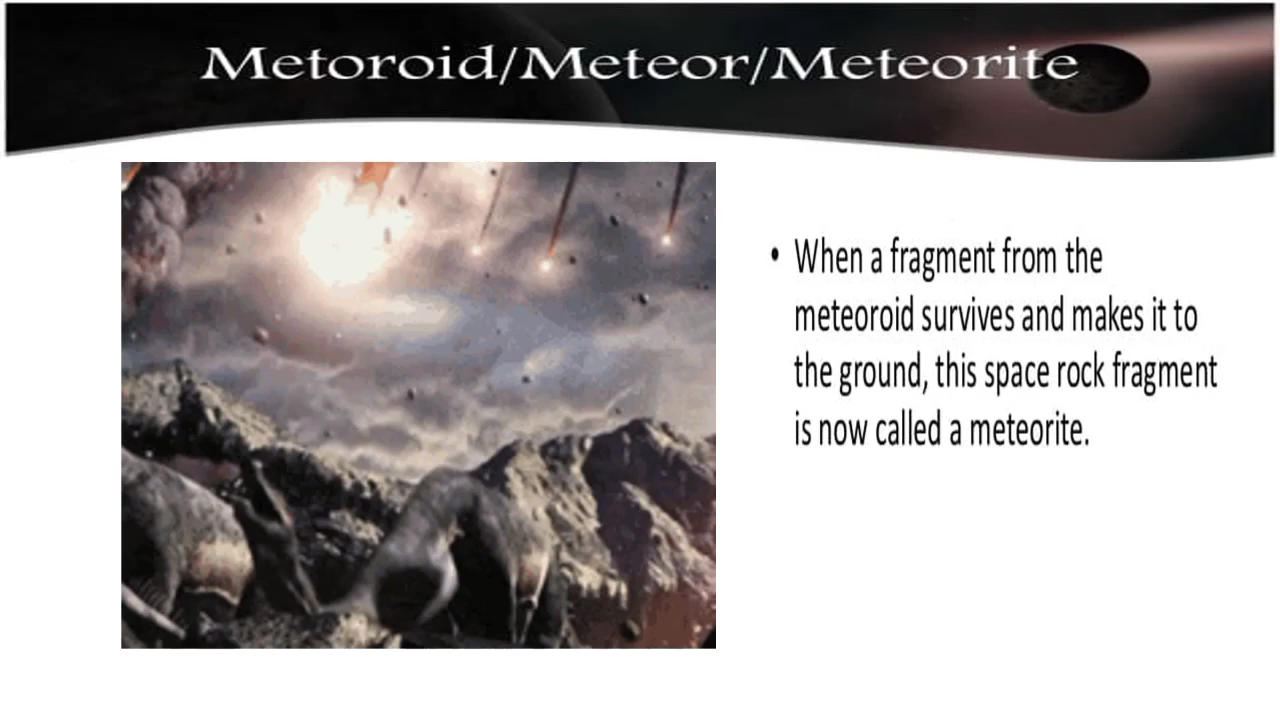 Metoroid/Meteor/Meteorite
• When a fragment from the
meteoroid survives and makes it to
the ground, this space rock fragment
is now called a meteorite.